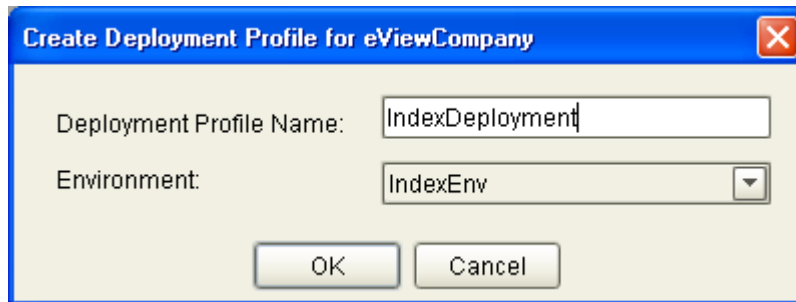 Create Deployment Profile for eViewCompany
Deployment Profile Name: IndexDeployment
Environment: IndexEnv
OK Cancel